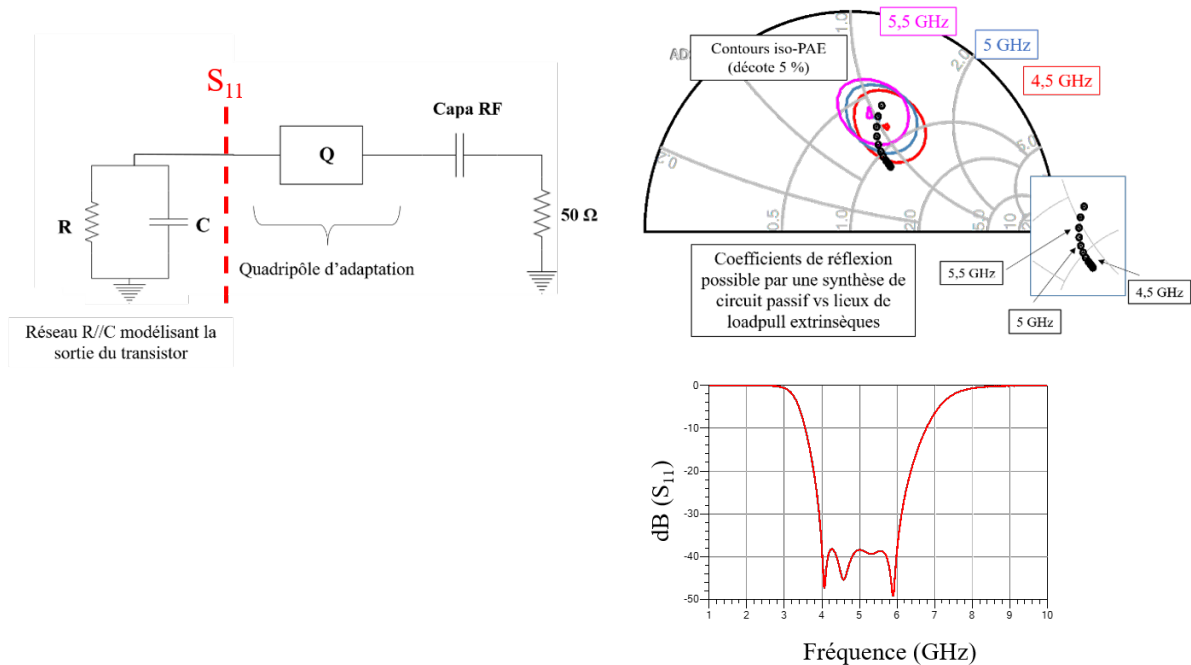 S11
R
C
Q
Capa RF
50 Ω
Quadripôle d'adaptation
Réseau R//C modélisant la
sortie du transistor
5,5 GHz
5 GHz
4,5 GHz
Contours iso-PAE
(décote 5 %)
AD
1.0
2.0
5.0
0.5
1.0
2.0
5.0
10
Coefficients de réflexion
possible par une synthèse de
circuit passif vs lieux de
loadpull extrinsèques
5,5 GHz
5 GHz
4,5 GHz
dB (S11)
0
-10
-20
-30
-40
-50
1 2 3 4 5 6 7 8 9 10
Fréquence (GHz)